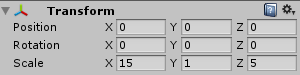 Transform
Position X 0 Y 0 Z 0
Rotation X 0 Y 0 Z 0
Scale X 15 Y 1 Z 5